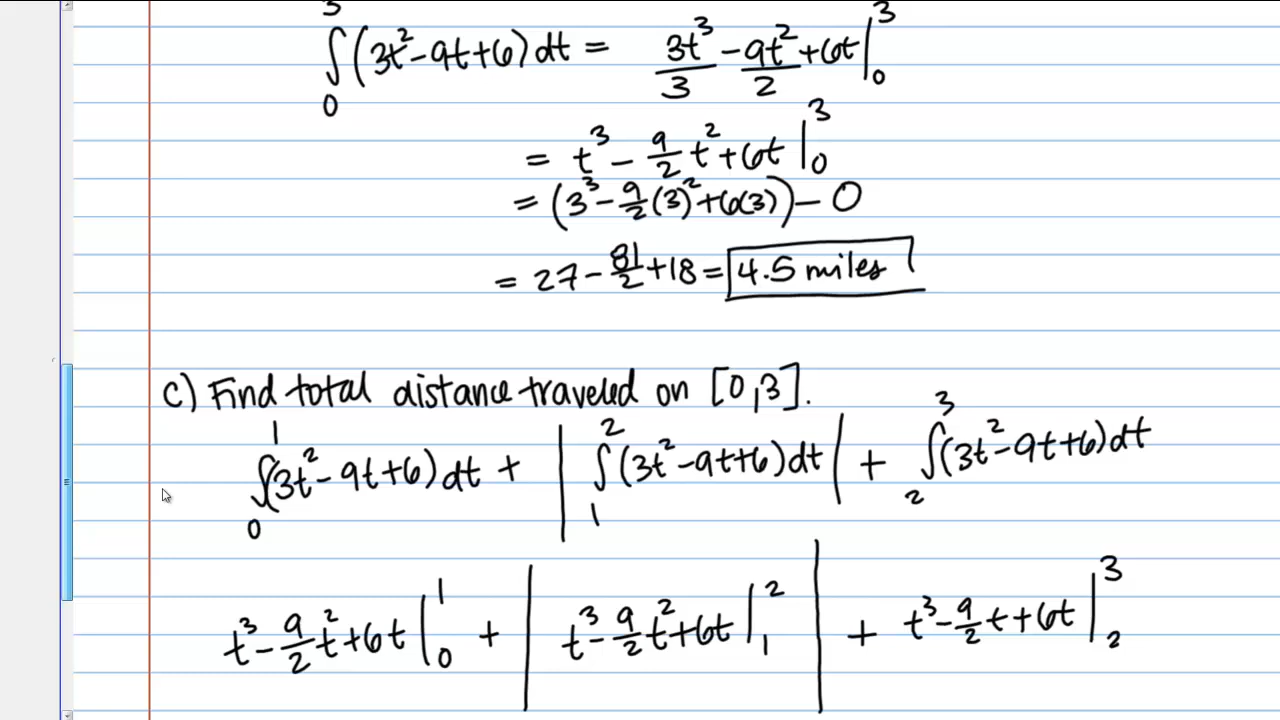 ∫₀³ (3t² - 9t + 6) dt = 3t³/3 - 9t²/2 + 6t |₀³
= t³ - 9/2 t² + 6t |₀³
= (3³ - 9/2 (3)² + 6(3)) - 0
= 27 - 81/2 + 18 = 4.5 miles
c) Find total distance traveled on [0,3].
∫₀¹ (3t² - 9t + 6) dt + | ∫₁² (3t² - 9t + 6) dt | + ∫₂³ (3t² - 9t + 6) dt
t³ - 9/2 t² + 6t |₀¹ + | t³ - 9/2 t² + 6t |₁² | + t³ - 9/2 t + 6t |₂³